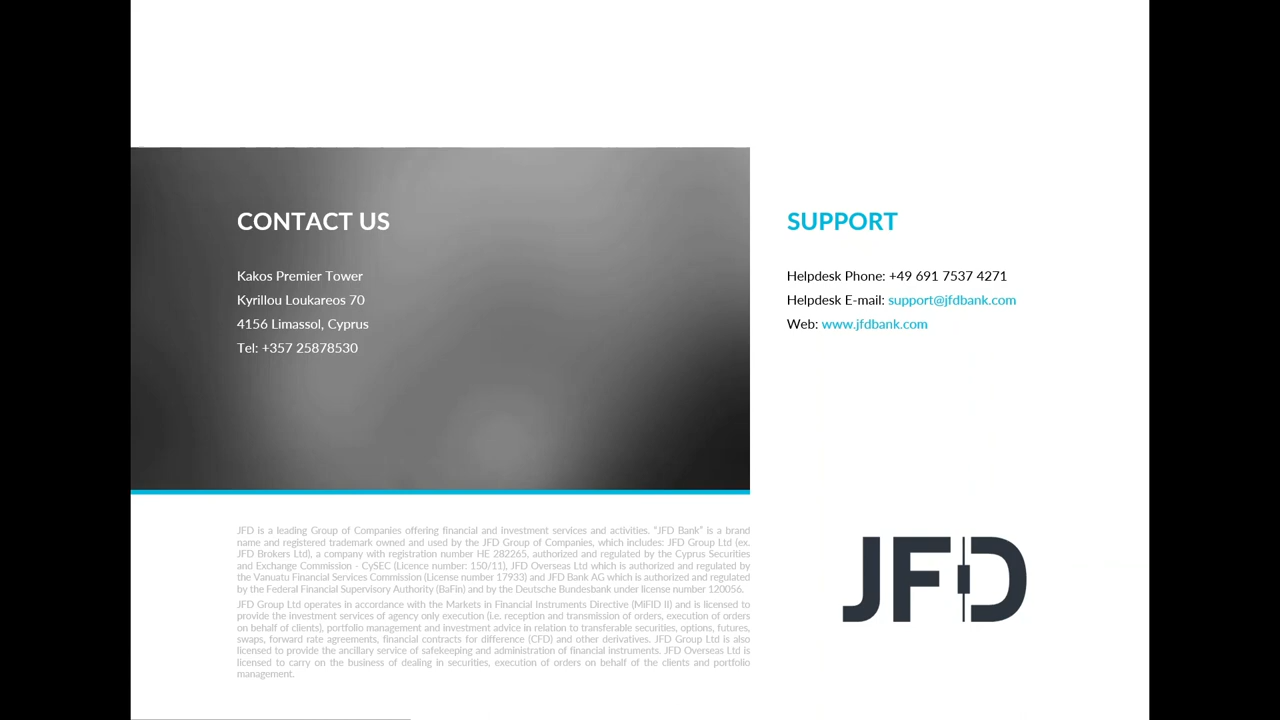 CONTACT US
Kakos Premier Tower
Kyrillou Loukareos 70
4156 Limassol, Cyprus
Tel: +357 25878530
SUPPORT
Helpdesk Phone: +49 691 7537 4271
Helpdesk E-mail: support@jfdbank.com
Web: www.jfdbank.com
JFD is a leading Group of Companies offering financial and investment services and activities. “JFD Bank” is a brand
name and registered trademark owned and used by the JFD Group of Companies, which includes: JFD Group Ltd (ex.
JFD Brokers Ltd), a company with registration number HE 282265, authorized and regulated by the Cyprus Securities
and Exchange Commission - CySEC (Licence number: 150/11), JFD Overseas Ltd which is authorized and regulated by
the Vanuatu Financial Services Commission (License number 17933) and JFD Bank AG which is authorized and regulated
by the Federal Financial Supervisory Authority (BaFin) and by the Deutsche Bundesbank under license number 120056.
JFD Group Ltd operates in accordance with the Markets in Financial Instruments Directive (MiFID II) and is licensed to
provide the investment services of agency only execution (i.e. reception and transmission of orders, execution of orders
on behalf of clients), portfolio management and investment advice in relation to transferable securities, options, futures,
swaps, forward rate agreements, financial contracts for difference (CFD) and other derivatives. JFD Group Ltd is also
licensed to provide the ancillary service of safekeeping and administration of financial instruments. JFD Overseas Ltd is
licensed to carry on the business of dealing in securities, execution of orders on behalf of the clients and portfolio
management.
JFD